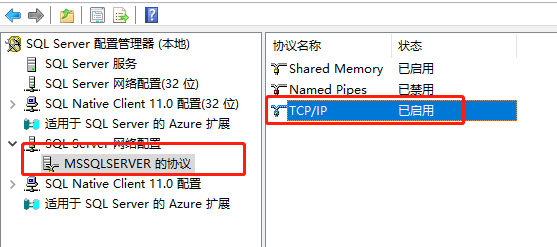 SQL Server 配置管理器 (本地)
SQL Server 服务
SQL Server 网络配置(32 位)
SQL Native Client 11.0 配置(32 位)
适用于 SQL Server 的 Azure 扩展
SQL Server 网络配置
MSSQLSERVER 的协议
SQL Native Client 11.0 配置
适用于 SQL Server 的 Azure 扩展
协议名称 状态
Shared Memory 已启用
Named Pipes 已禁用
TCP/IP 已启用